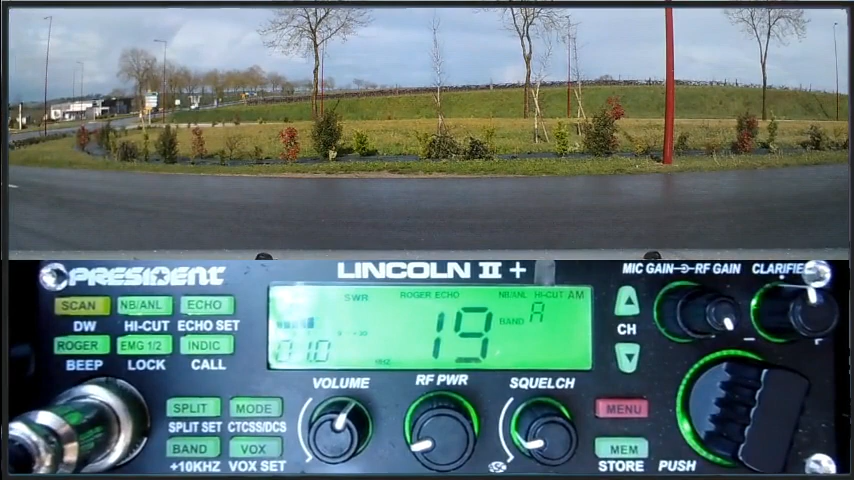 PRESIDENT
LINCOLN II +
MIC GAIN RF GAIN CLARIFIER
SCAN NB/ANL ECHO
DW HI-CUT ECHO SET
ROGER EMG 1/2 INDIC
BEEP LOCK CALL
SWR ROGER ECHO NB/ANL HI-CUT AM
19 BAND A
01.0
CH
VOLUME RF PWR SQUELCH
SPLIT MODE
SPLIT SET CTCSS/DCS
BAND VOX
+10KHZ VOX SET
MENU
MEM
STORE PUSH